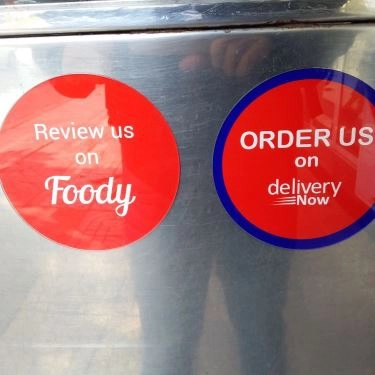 Review us
on
Foody
ORDER US
on
delivery
Now